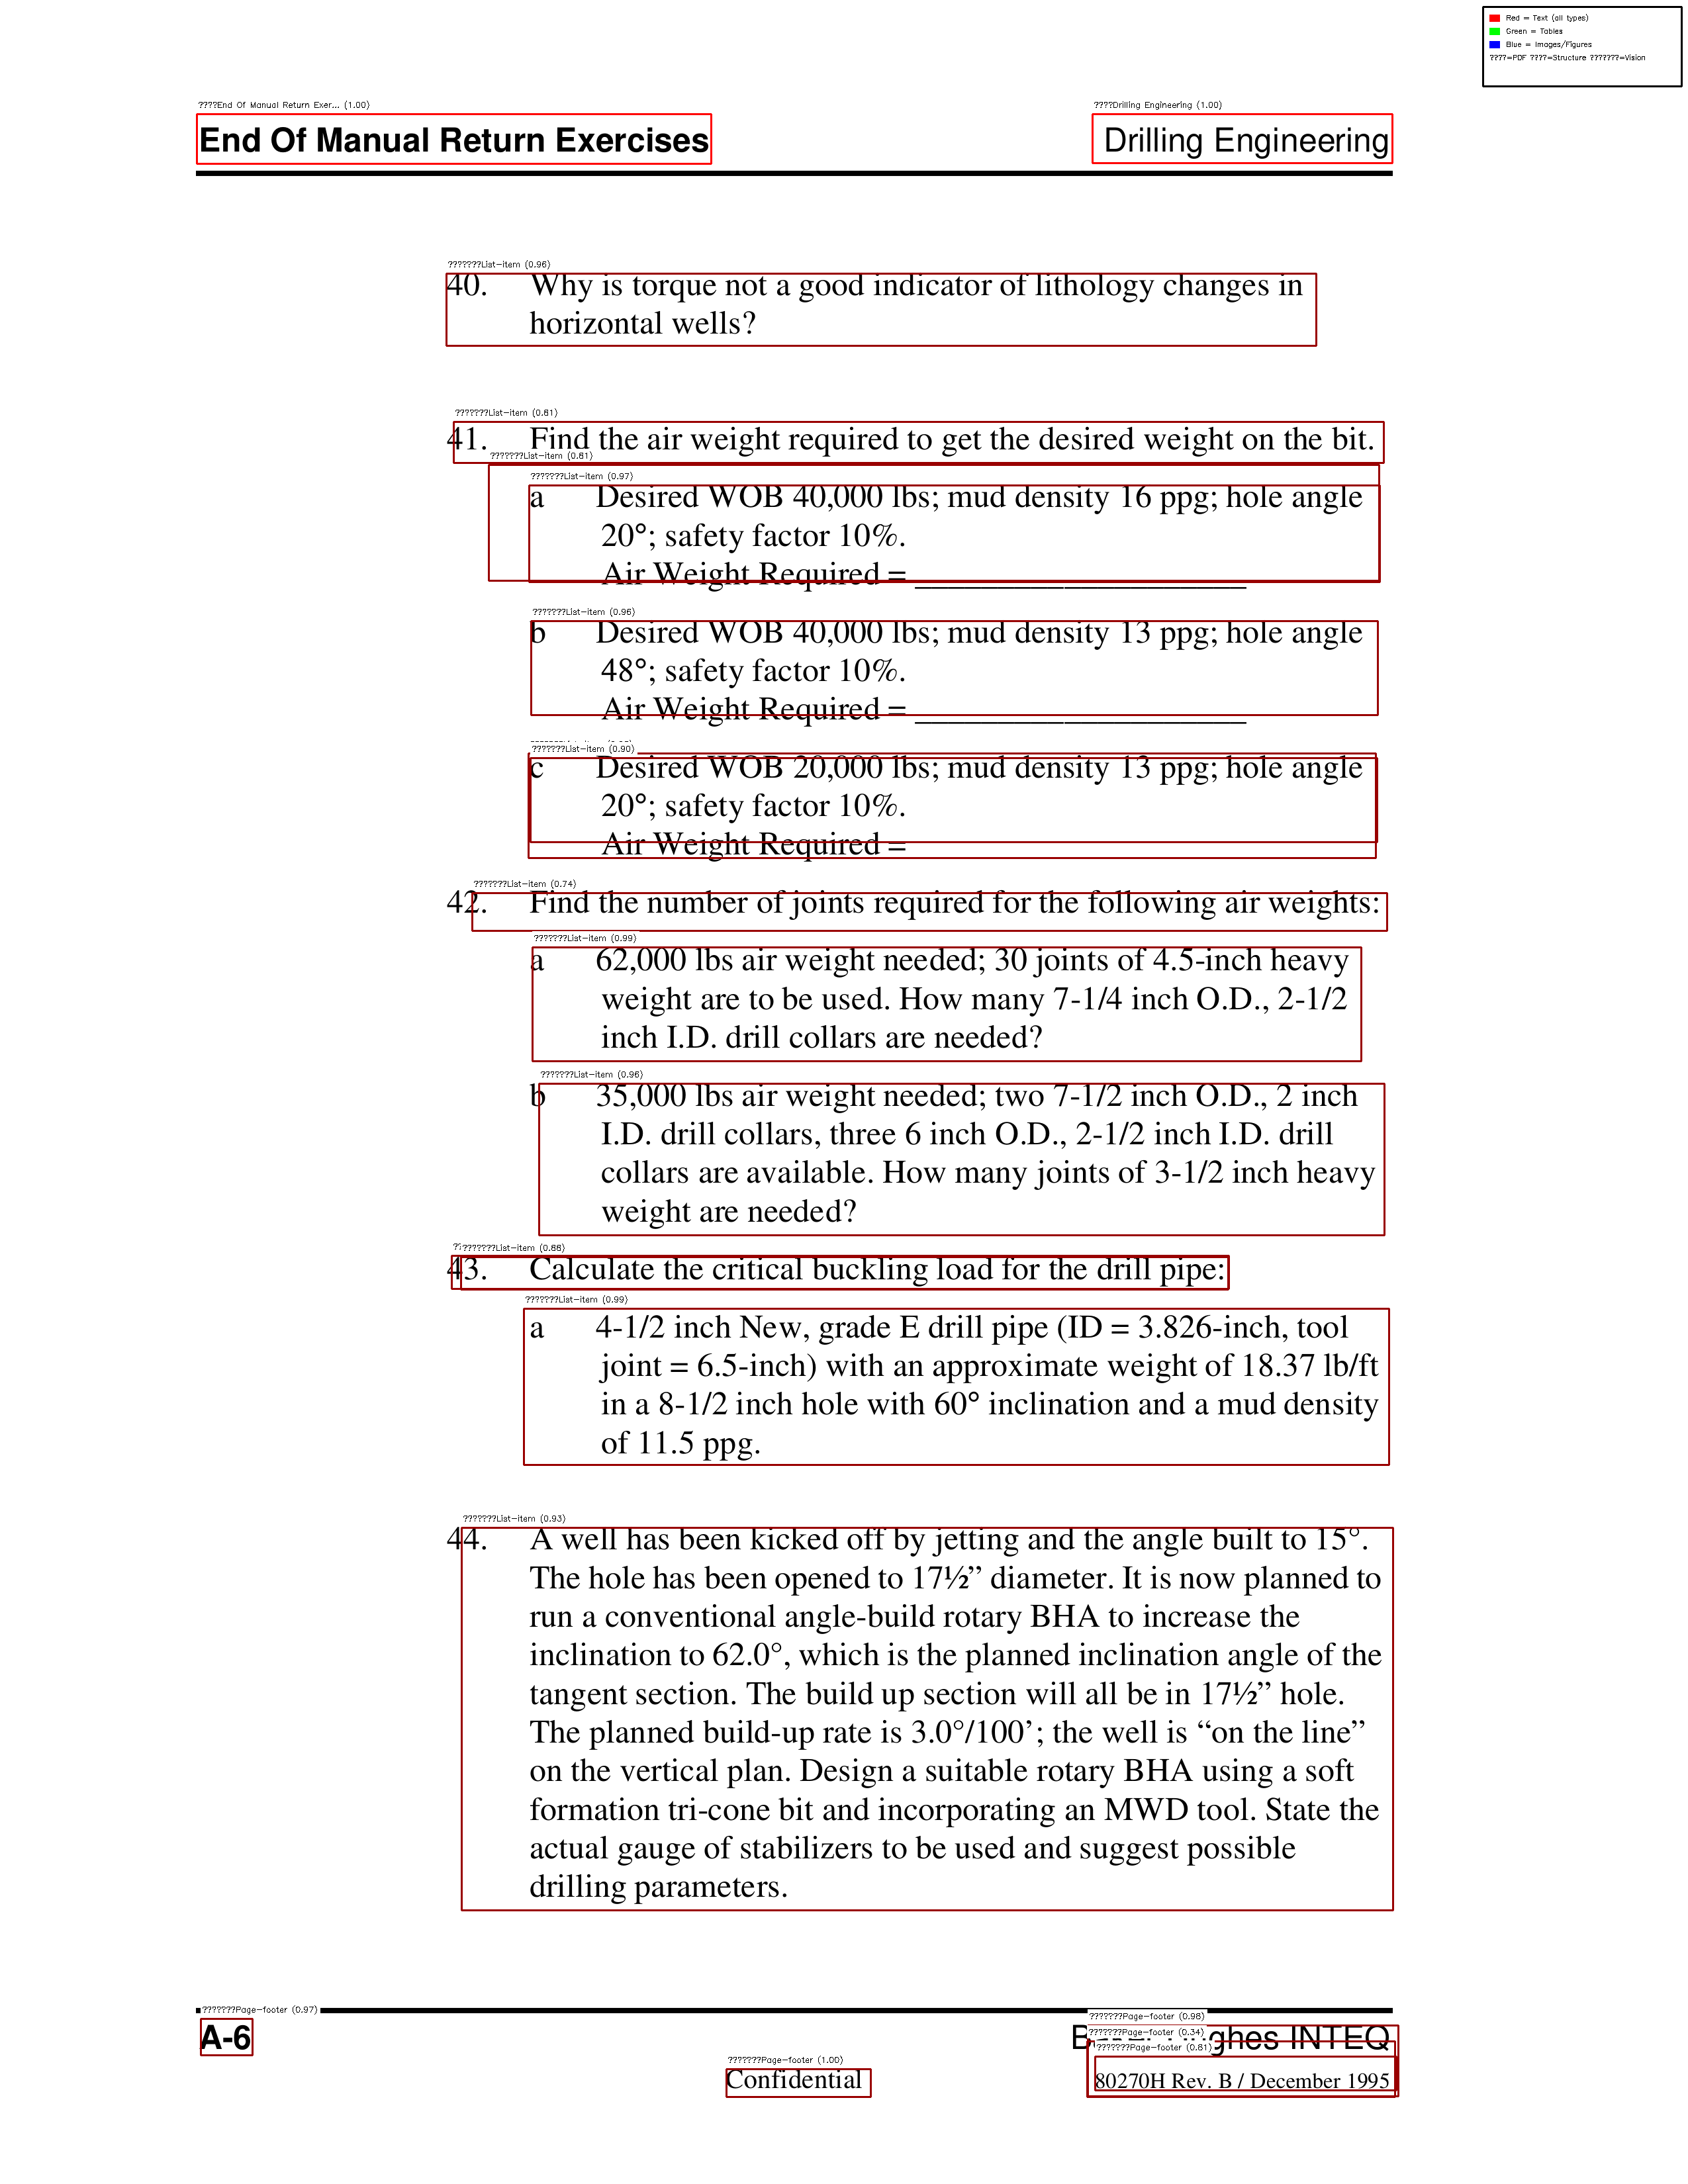 Red = Text (all types)
Green = Tables
Blue = Images/Figures
????=PDF ????=Structure ???????=Vision
????End Of Manual Return Exer... (1.00)
????Drilling Engineering (1.00)
End Of Manual Return Exercises
Drilling Engineering
???????List-item (0.96)
40. Why is torque not a good indicator of lithology changes in
horizontal wells?
???????List-item (0.81)
41. Find the air weight required to get the desired weight on the bit.
???????List-item (0.81)
???????List-item (0.97)
a Desired WOB 40,000 lbs; mud density 16 ppg; hole angle
20°; safety factor 10%.
Air Weight Required = ____________________
???????List-item (0.96)
b Desired WOB 40,000 lbs; mud density 13 ppg; hole angle
48°; safety factor 10%.
Air Weight Required = ____________________
???????List-item (0.90)
c Desired WOB 20,000 lbs; mud density 13 ppg; hole angle
20°; safety factor 10%.
Air Weight Required =
???????List-item (0.74)
42. Find the number of joints required for the following air weights:
???????List-item (0.99)
a 62,000 lbs air weight needed; 30 joints of 4.5-inch heavy
weight are to be used. How many 7-1/4 inch O.D., 2-1/2
inch I.D. drill collars are needed?
???????List-item (0.96)
b 35,000 lbs air weight needed; two 7-1/2 inch O.D., 2 inch
I.D. drill collars, three 6 inch O.D., 2-1/2 inch I.D. drill
collars are available. How many joints of 3-1/2 inch heavy
weight are needed?
???????List-item (0.88)
43. Calculate the critical buckling load for the drill pipe:
???????List-item (0.99)
a 4-1/2 inch New, grade E drill pipe (ID = 3.826-inch, tool
joint = 6.5-inch) with an approximate weight of 18.37 lb/ft
in a 8-1/2 inch hole with 60° inclination and a mud density
of 11.5 ppg.
???????List-item (0.93)
44. A well has been kicked off by jetting and the angle built to 15°.
The hole has been opened to 17½” diameter. It is now planned to
run a conventional angle-build rotary BHA to increase the
inclination to 62.0°, which is the planned inclination angle of the
tangent section. The build up section will all be in 17½” hole.
The planned build-up rate is 3.0°/100’; the well is “on the line”
on the vertical plan. Design a suitable rotary BHA using a soft
formation tri-cone bit and incorporating an MWD tool. State the
actual gauge of stabilizers to be used and suggest possible
drilling parameters.
???????Page-footer (0.97)
???????Page-footer (0.98)
A-6
???????Page-footer (0.34)
INTEQ
???????Page-footer (0.81)
???????Page-footer (1.00)
Confidential
80270H Rev. B / December 1995